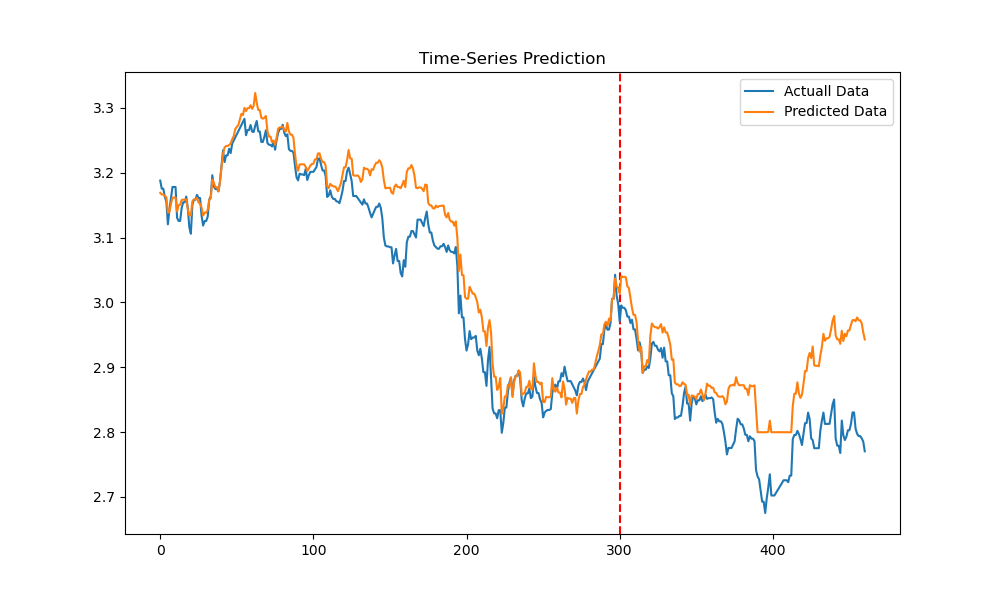 Time-Series Prediction
Actuall Data
Predicted Data
3.3
3.2
3.1
3.0
2.9
2.8
2.7
0 100 200 300 400